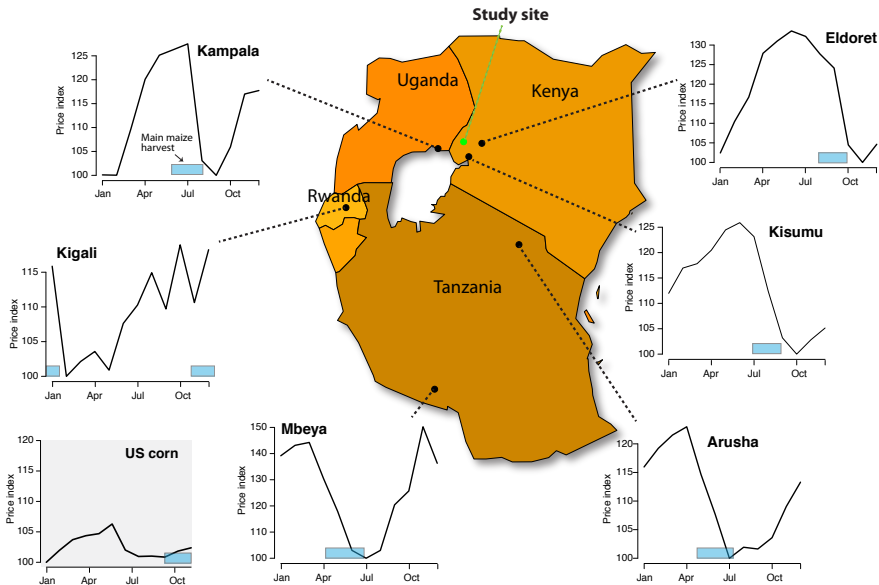 Study site
Kampala
Price index
125
120
115
110
105
100
Main maize
harvest
Jan
Apr
Jul
Oct
Eldoret
Price index
130
120
110
100
Jan
Apr
Jul
Oct
Uganda
Kenya
Rwanda
Tanzania
Kigali
Price index
115
110
105
100
Jan
Apr
Jul
Oct
Kisumu
Price index
125
120
115
110
105
100
Jan
Apr
Jul
Oct
US corn
Price index
120
115
110
105
100
Jan
Apr
Jul
Oct
Mbeya
Price index
150
140
130
120
110
100
Jan
Apr
Jul
Oct
Arusha
Price index
120
115
110
105
100
Jan
Apr
Jul
Oct